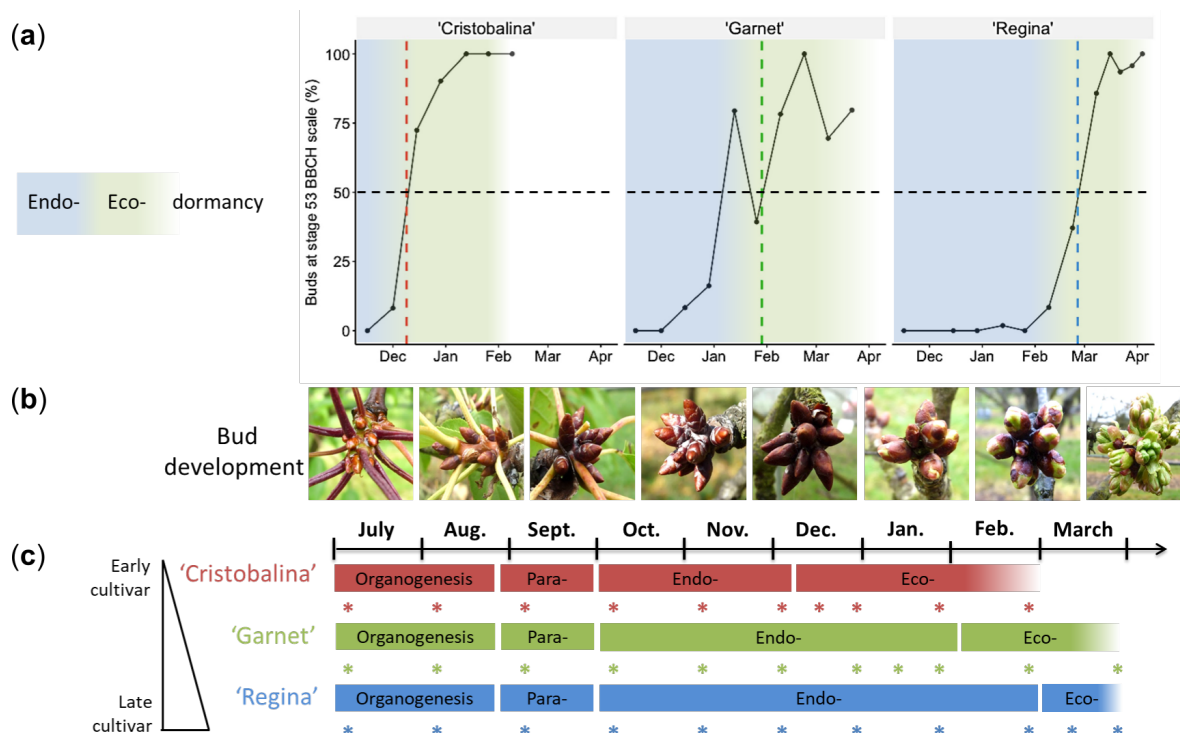 (a)
'Cristobalina'
'Garnet'
'Regina'
Buds at stage 53 BBCH scale (%)
100
75
50
25
0
Endo-
Eco-
dormancy
Dec
Jan
Feb
Mar
Apr
Dec
Jan
Feb
Mar
Apr
Dec
Jan
Feb
Mar
Apr
(b)
Bud
development
(c)
July
Aug.
Sept.
Oct.
Nov.
Dec.
Jan.
Feb.
March
Early
cultivar
Late
cultivar
‘Cristobalina’
Organogenesis
Para-
Endo-
Eco-
* * * * * * * * * *
‘Garnet’
Organogenesis
Para-
Endo-
Eco-
* * * * * * * * * * *
‘Regina’
Organogenesis
Para-
Endo-
Eco-
* * * * * * * * * * *